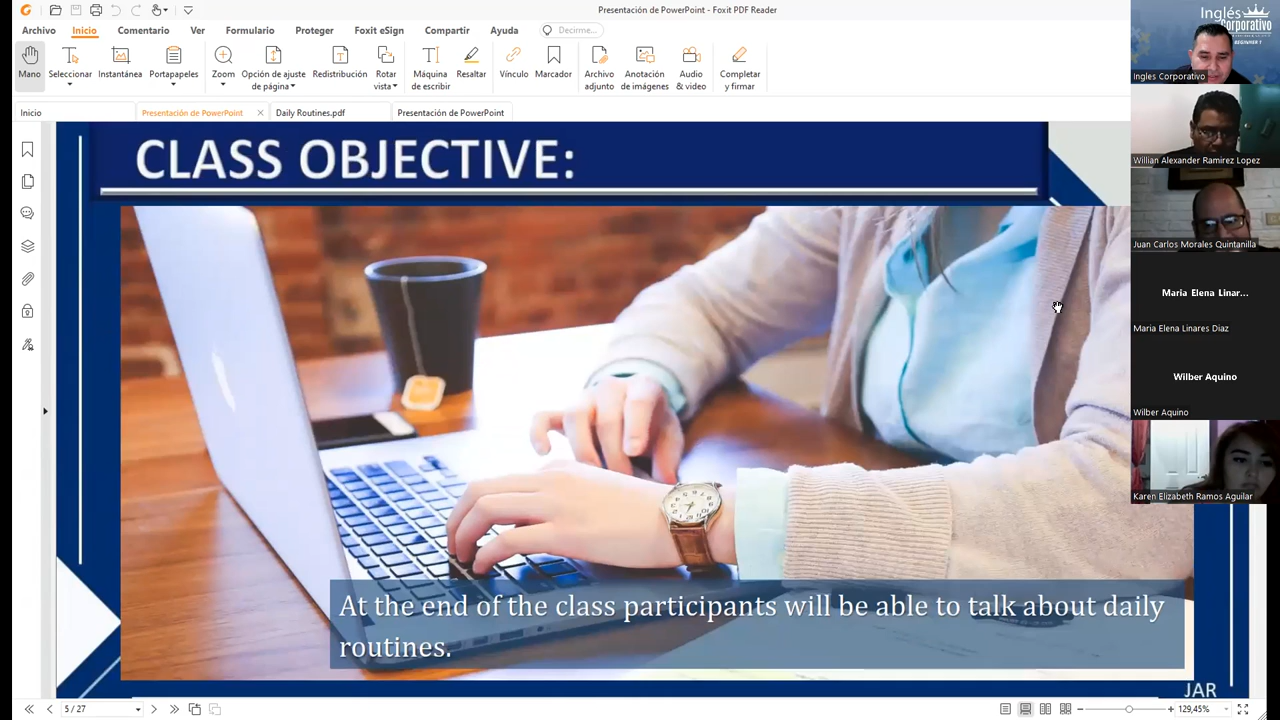 Presentación de PowerPoint - Foxit PDF Reader
Archivo Inicio Comentario Ver Formulario Proteger Foxit eSign Ayuda Compartir Decirme...
Mano
Seleccionar
Instantánea
Portapapeles
Zoom
Opción de ajuste de página
Redistribución
Rotar vista
Máquina de escribir
Resaltar
Vínculo
Marcador
Archivo adjunto
Anotación de imágenes
Audio & video
Completar y firmar
Inicio
Presentación de PowerPoint
Daily Routines.pdf
Presentación de PowerPoint
CLASS OBJECTIVE:
At the end of the class participants will be able to talk about daily
routines.
JAR
5 / 27
129,45%
Inglés
Corporativo
BEGINNER 1
Ingles Corporativo
Willian Alexander Ramirez Lopez
Juan Carlos Morales Quintanilla
Maria Elena Linar...
Maria Elena Linares Diaz
Wilber Aquino
Wilber Aquino
Karen Elizabeth Ramos Aguilar